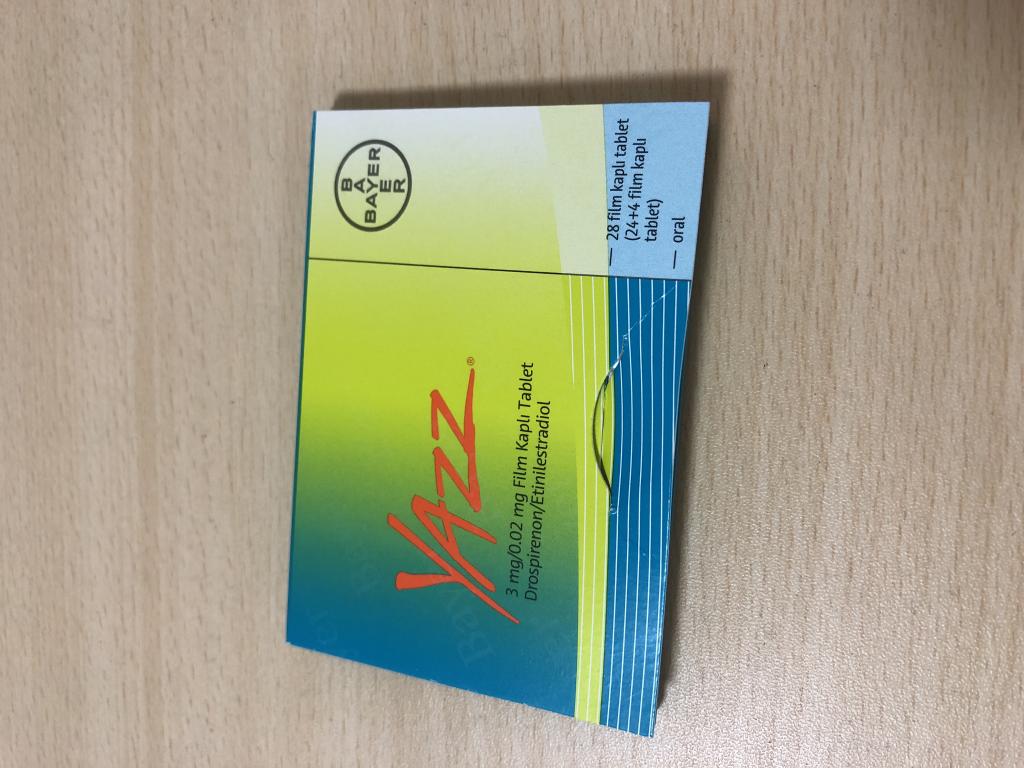 YAZZ®
3 mg/0.02 mg Film Kaplı Tablet
Drospirenon/Etinilestradiol
BAYER
BAYER
28 film kaplı tablet
(24+4 film kaplı
tablet)
oral